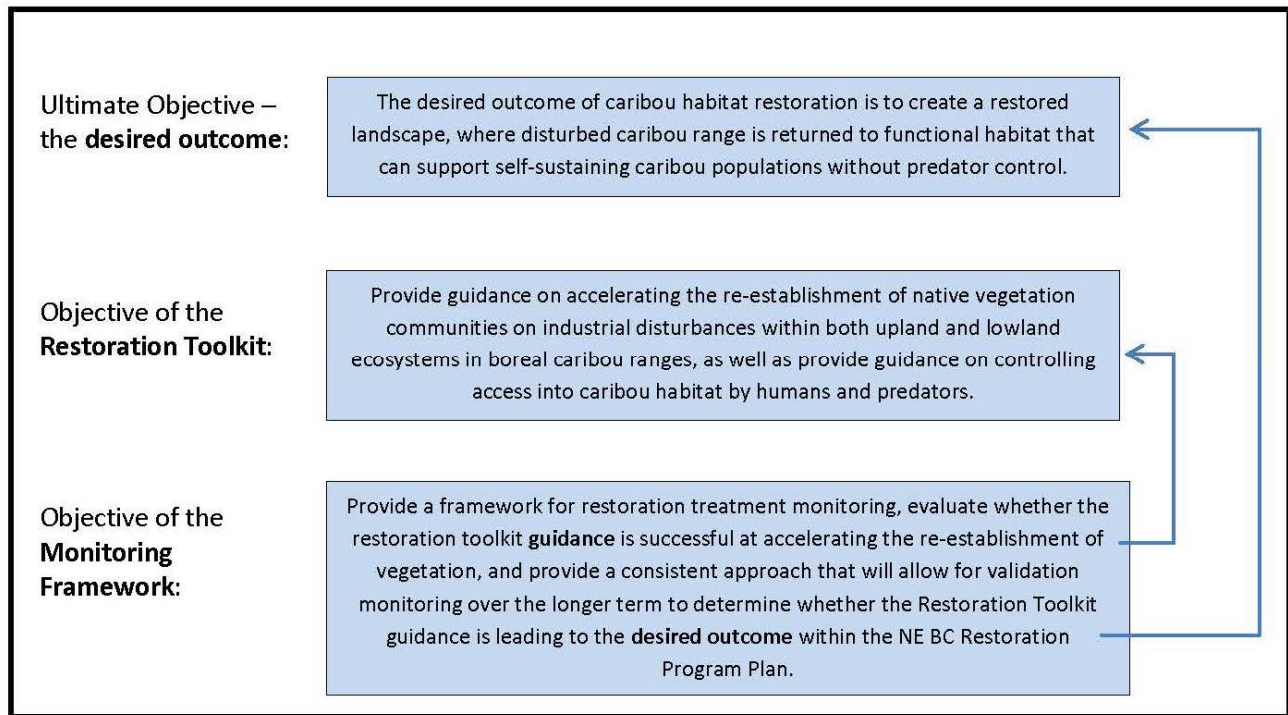 Ultimate Objective –
the desired outcome:
The desired outcome of caribou habitat restoration is to create a restored
landscape, where disturbed caribou range is returned to functional habitat that
can support self-sustaining caribou populations without predator control.
Objective of the
Restoration Toolkit:
Provide guidance on accelerating the re-establishment of native vegetation
communities on industrial disturbances within both upland and lowland
ecosystems in boreal caribou ranges, as well as provide guidance on controlling
access into caribou habitat by humans and predators.
Objective of the
Monitoring
Framework:
Provide a framework for restoration treatment monitoring, evaluate whether the
restoration toolkit guidance is successful at accelerating the re-establishment of
vegetation, and provide a consistent approach that will allow for validation
monitoring over the longer term to determine whether the Restoration Toolkit
guidance is leading to the desired outcome within the NE BC Restoration
Program Plan.